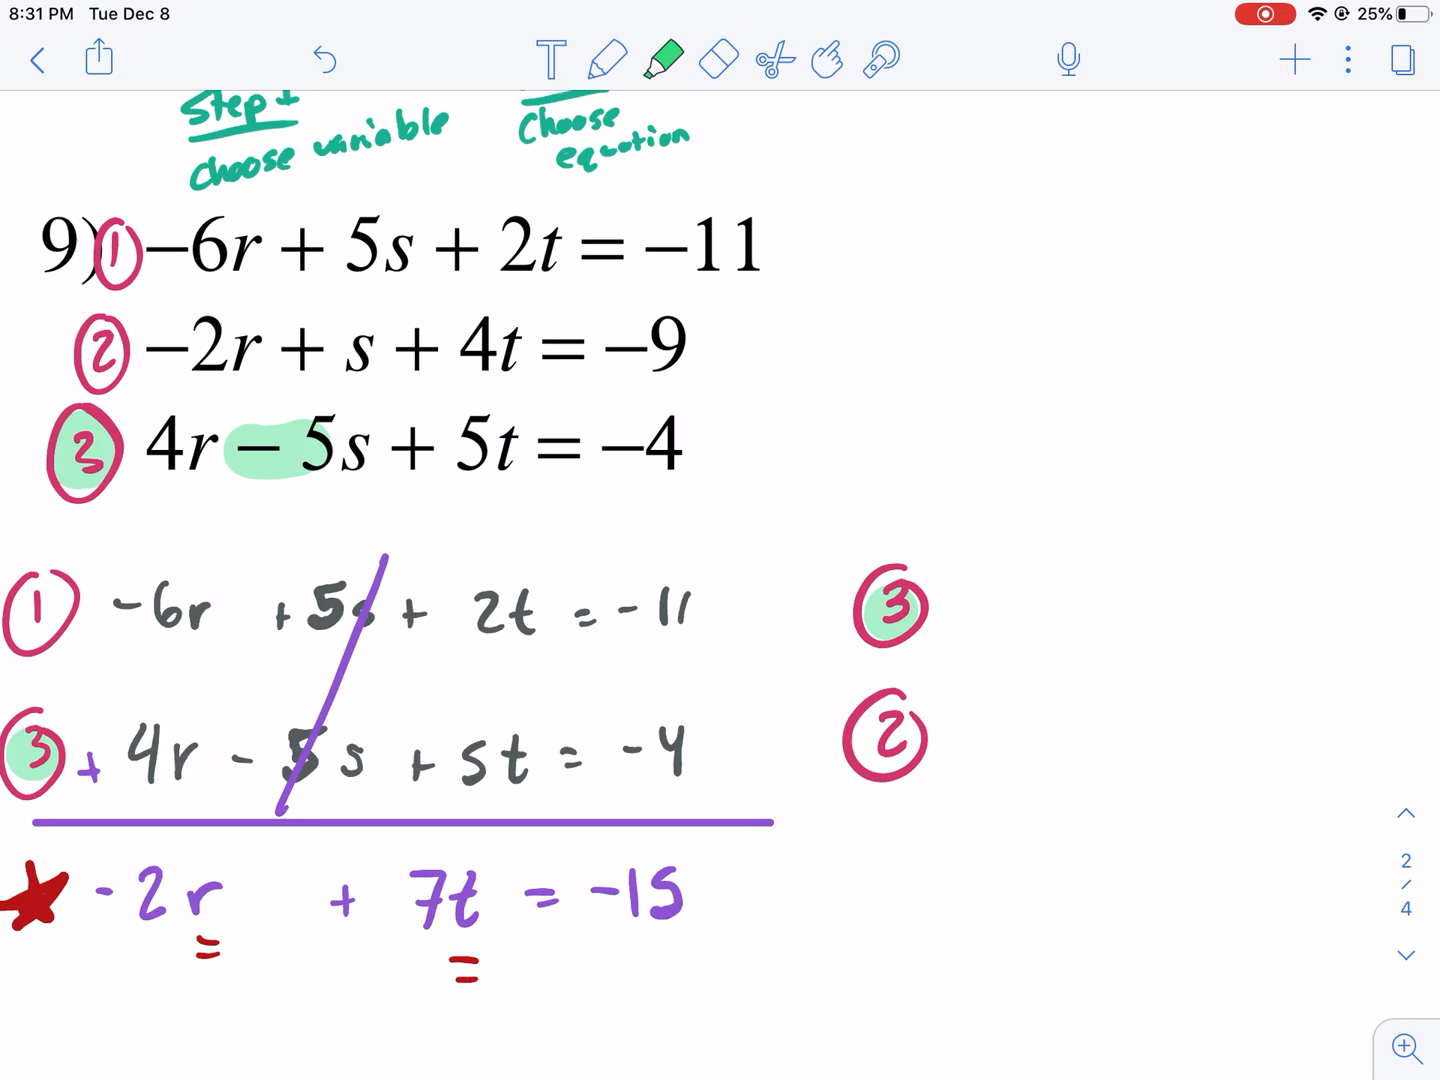 8:31 PM Tue Dec 8
25%
Step 1
choose variable
Choose
equation
9) ① −6r + 5s + 2t = −11
② −2r + s + 4t = −9
③ 4r − 5s + 5t = −4
① -6r +5s + 2t = -11
③
③ + 4r - 5s + 5t = -4
②
-2r + 7t = -15
2
/
4